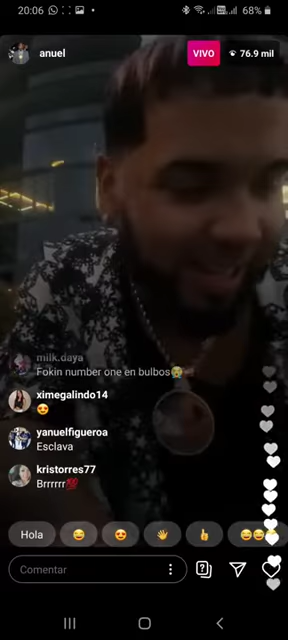 20:06
68%
anuel
VIVO
76.9 mil
milk.daya
Fokin number one en bulbos😥
ximegalindo14
😍
yanuelfigueroa
Esclava
kristorres77
Brrrrrr💯
Hola 😂 😍 👋 👍 😂😂
Comentar